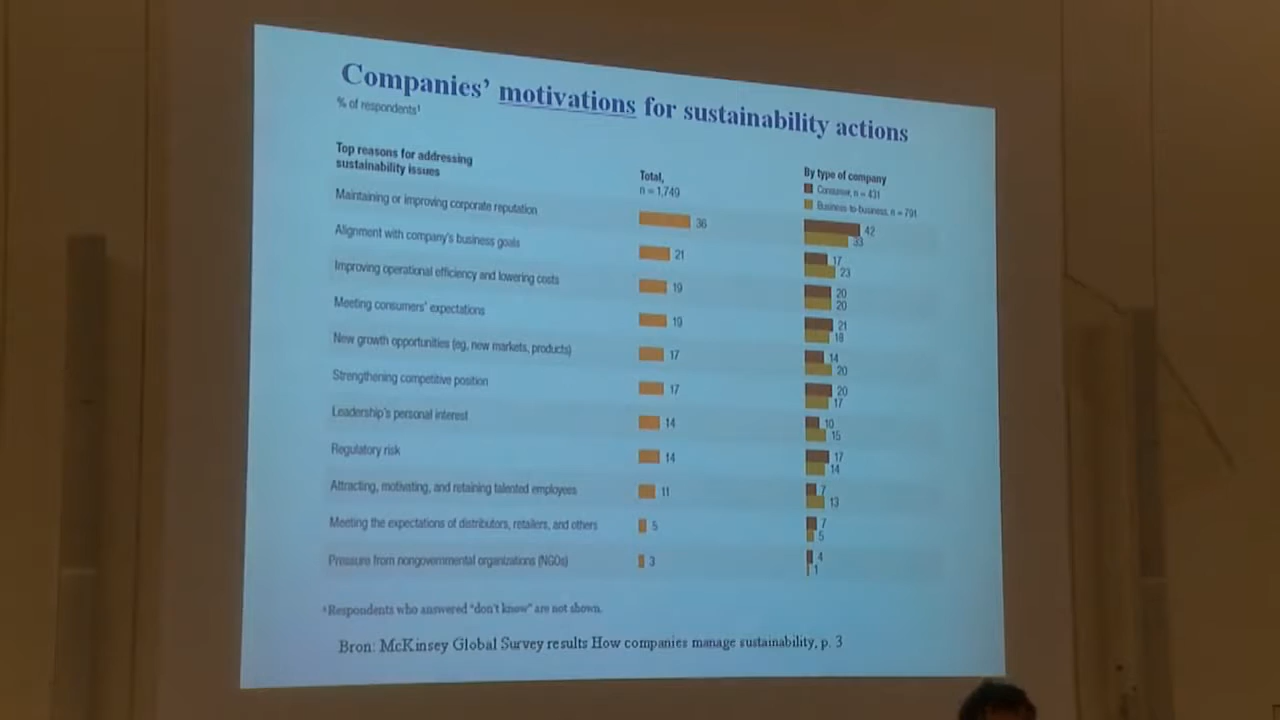 Companies' motivations for sustainability actions
% of respondents¹
Top reasons for addressing
sustainability issues
Total,
n = 1,749
By type of company
Consumer, n = 431
Business-to-business, n = 791
Maintaining or improving corporate reputation 36 42 33
Alignment with company's business goals 21 17 23
Improving operational efficiency and lowering costs 19 20 20
Meeting consumers' expectations 19 21 18
New growth opportunities (eg, new markets, products) 17 14 20
Strengthening competitive position 17 20 17
Leadership's personal interest 14 10 15
Regulatory risk 14 17 14
Attracting, motivating, and retaining talented employees 11 7 13
Meeting the expectations of distributors, retailers, and others 5 7 5
Pressure from nongovernmental organizations (NGOs) 3 4 1
¹Respondents who answered "don't know" are not shown.
Bron: McKinsey Global Survey results How companies manage sustainability, p. 3